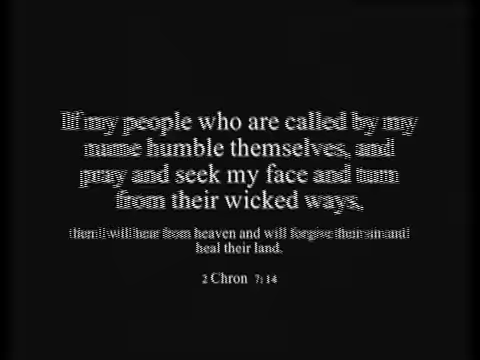 If my people who are called by my
name humble themselves, and
pray and seek my face and turn
from their wicked ways,
then I will hear from heaven and will forgive their sin and
heal their land.
2 Chron 7:14